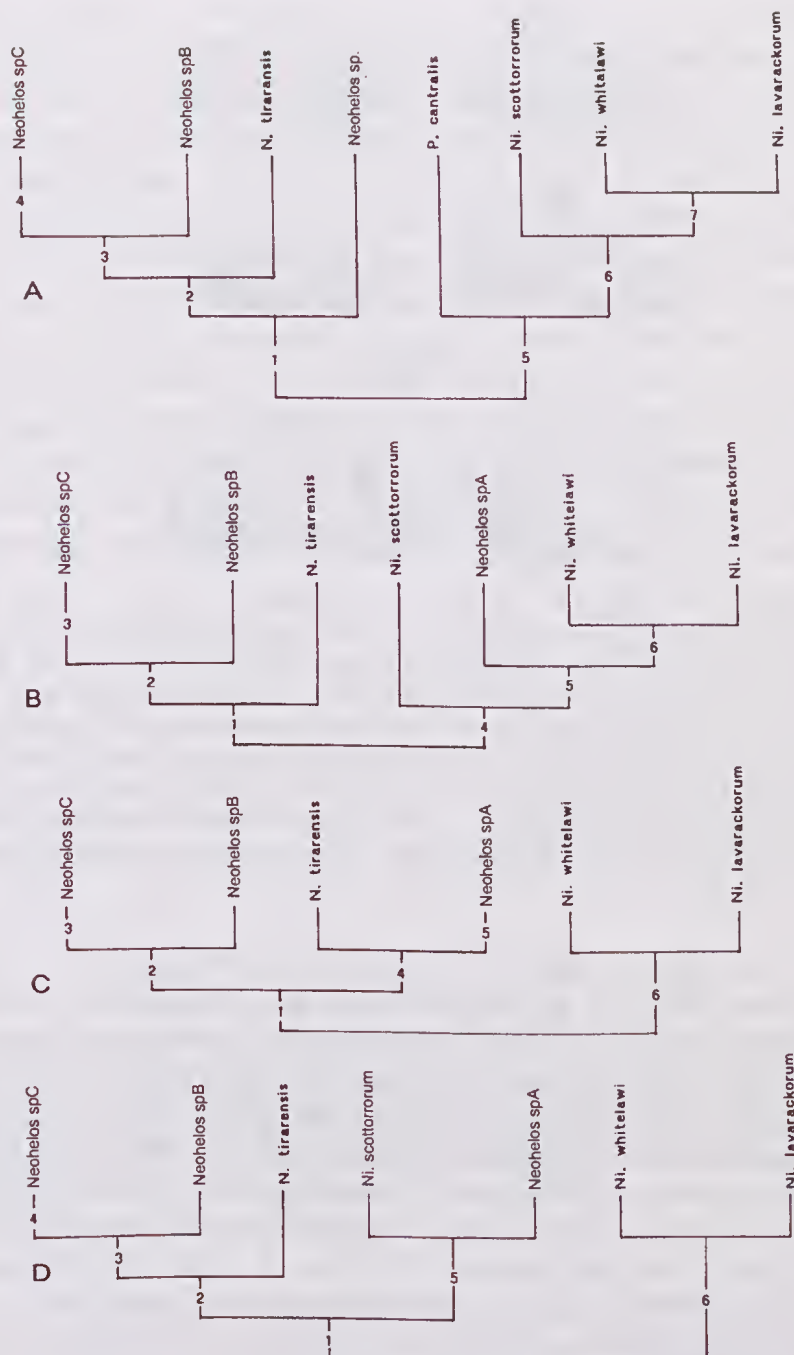 Neohelos spC
Neohelos spB
N. tiraransis
Neohelos sp.
P. cantralis
Ni. scottorrorum
Ni. whitalawi
Ni. lavarackorum
4
3
2
1
5
6
7
A
Neohelos spC
Neohelos spB
N. tirarensis
Ni. scottorrorum
Neohelos spA
Ni. whitelawi
Ni. lavarackorum
3
2
1
4
5
6
B
Neohelos spC
Neohelos spB
N. tirarensis
Neohelos spA
Ni. whitelawi
Ni. lavarackorum
3
2
1
4
5
6
C
Neohelos spC
Neohelos spB
N. tirarensis
Ni. scottorrorum
Neohelos spA
Ni. whitelawi
Ni. lavarackorum
4
3
2
1
5
6
D